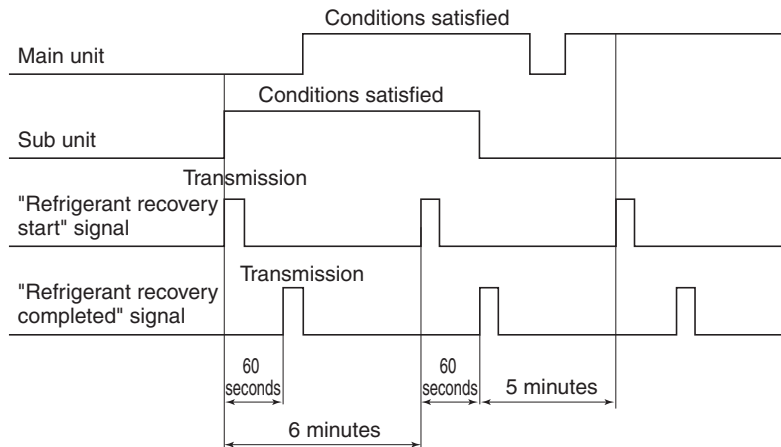 Conditions satisfied
Main unit
Conditions satisfied
Sub unit
Transmission
"Refrigerant recovery
start" signal
Transmission
"Refrigerant recovery
completed" signal
60
seconds
60
seconds
5 minutes
6 minutes